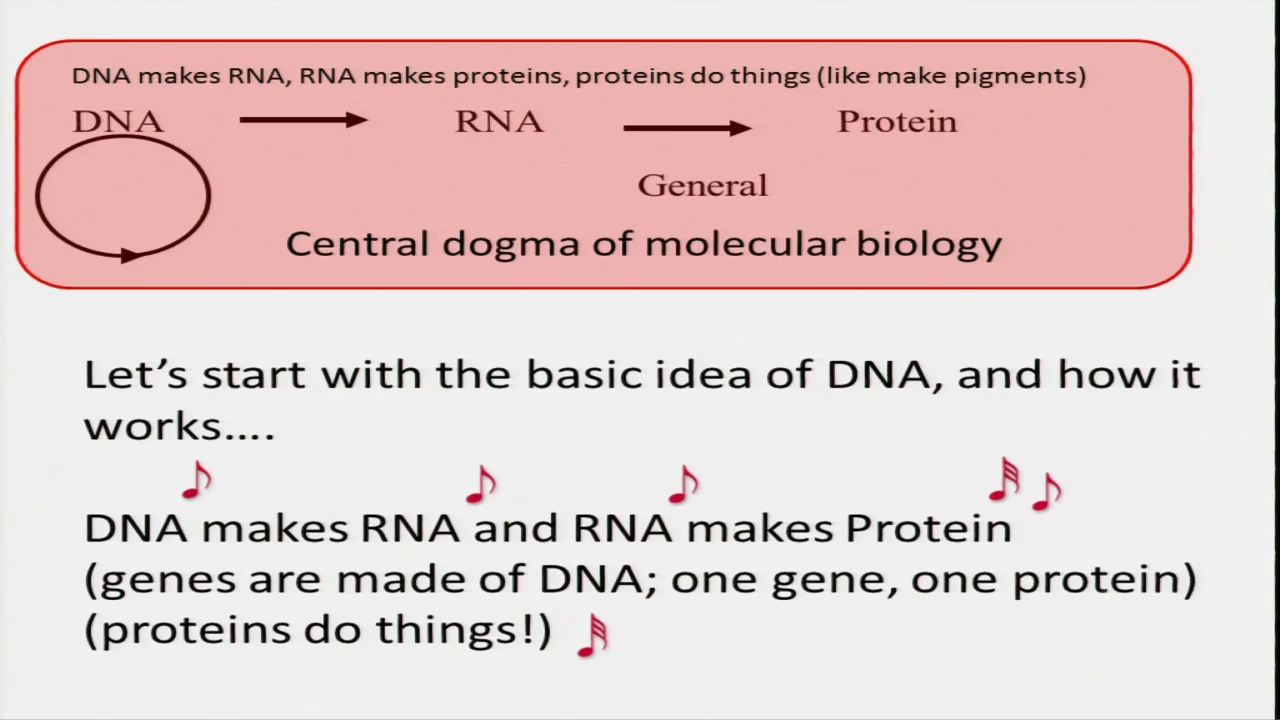 DNA makes RNA, RNA makes proteins, proteins do things (like make pigments)
DNA RNA Protein
General
Central dogma of molecular biology
Let’s start with the basic idea of DNA, and how it
works....
DNA makes RNA and RNA makes Protein
(genes are made of DNA; one gene, one protein)
(proteins do things!)